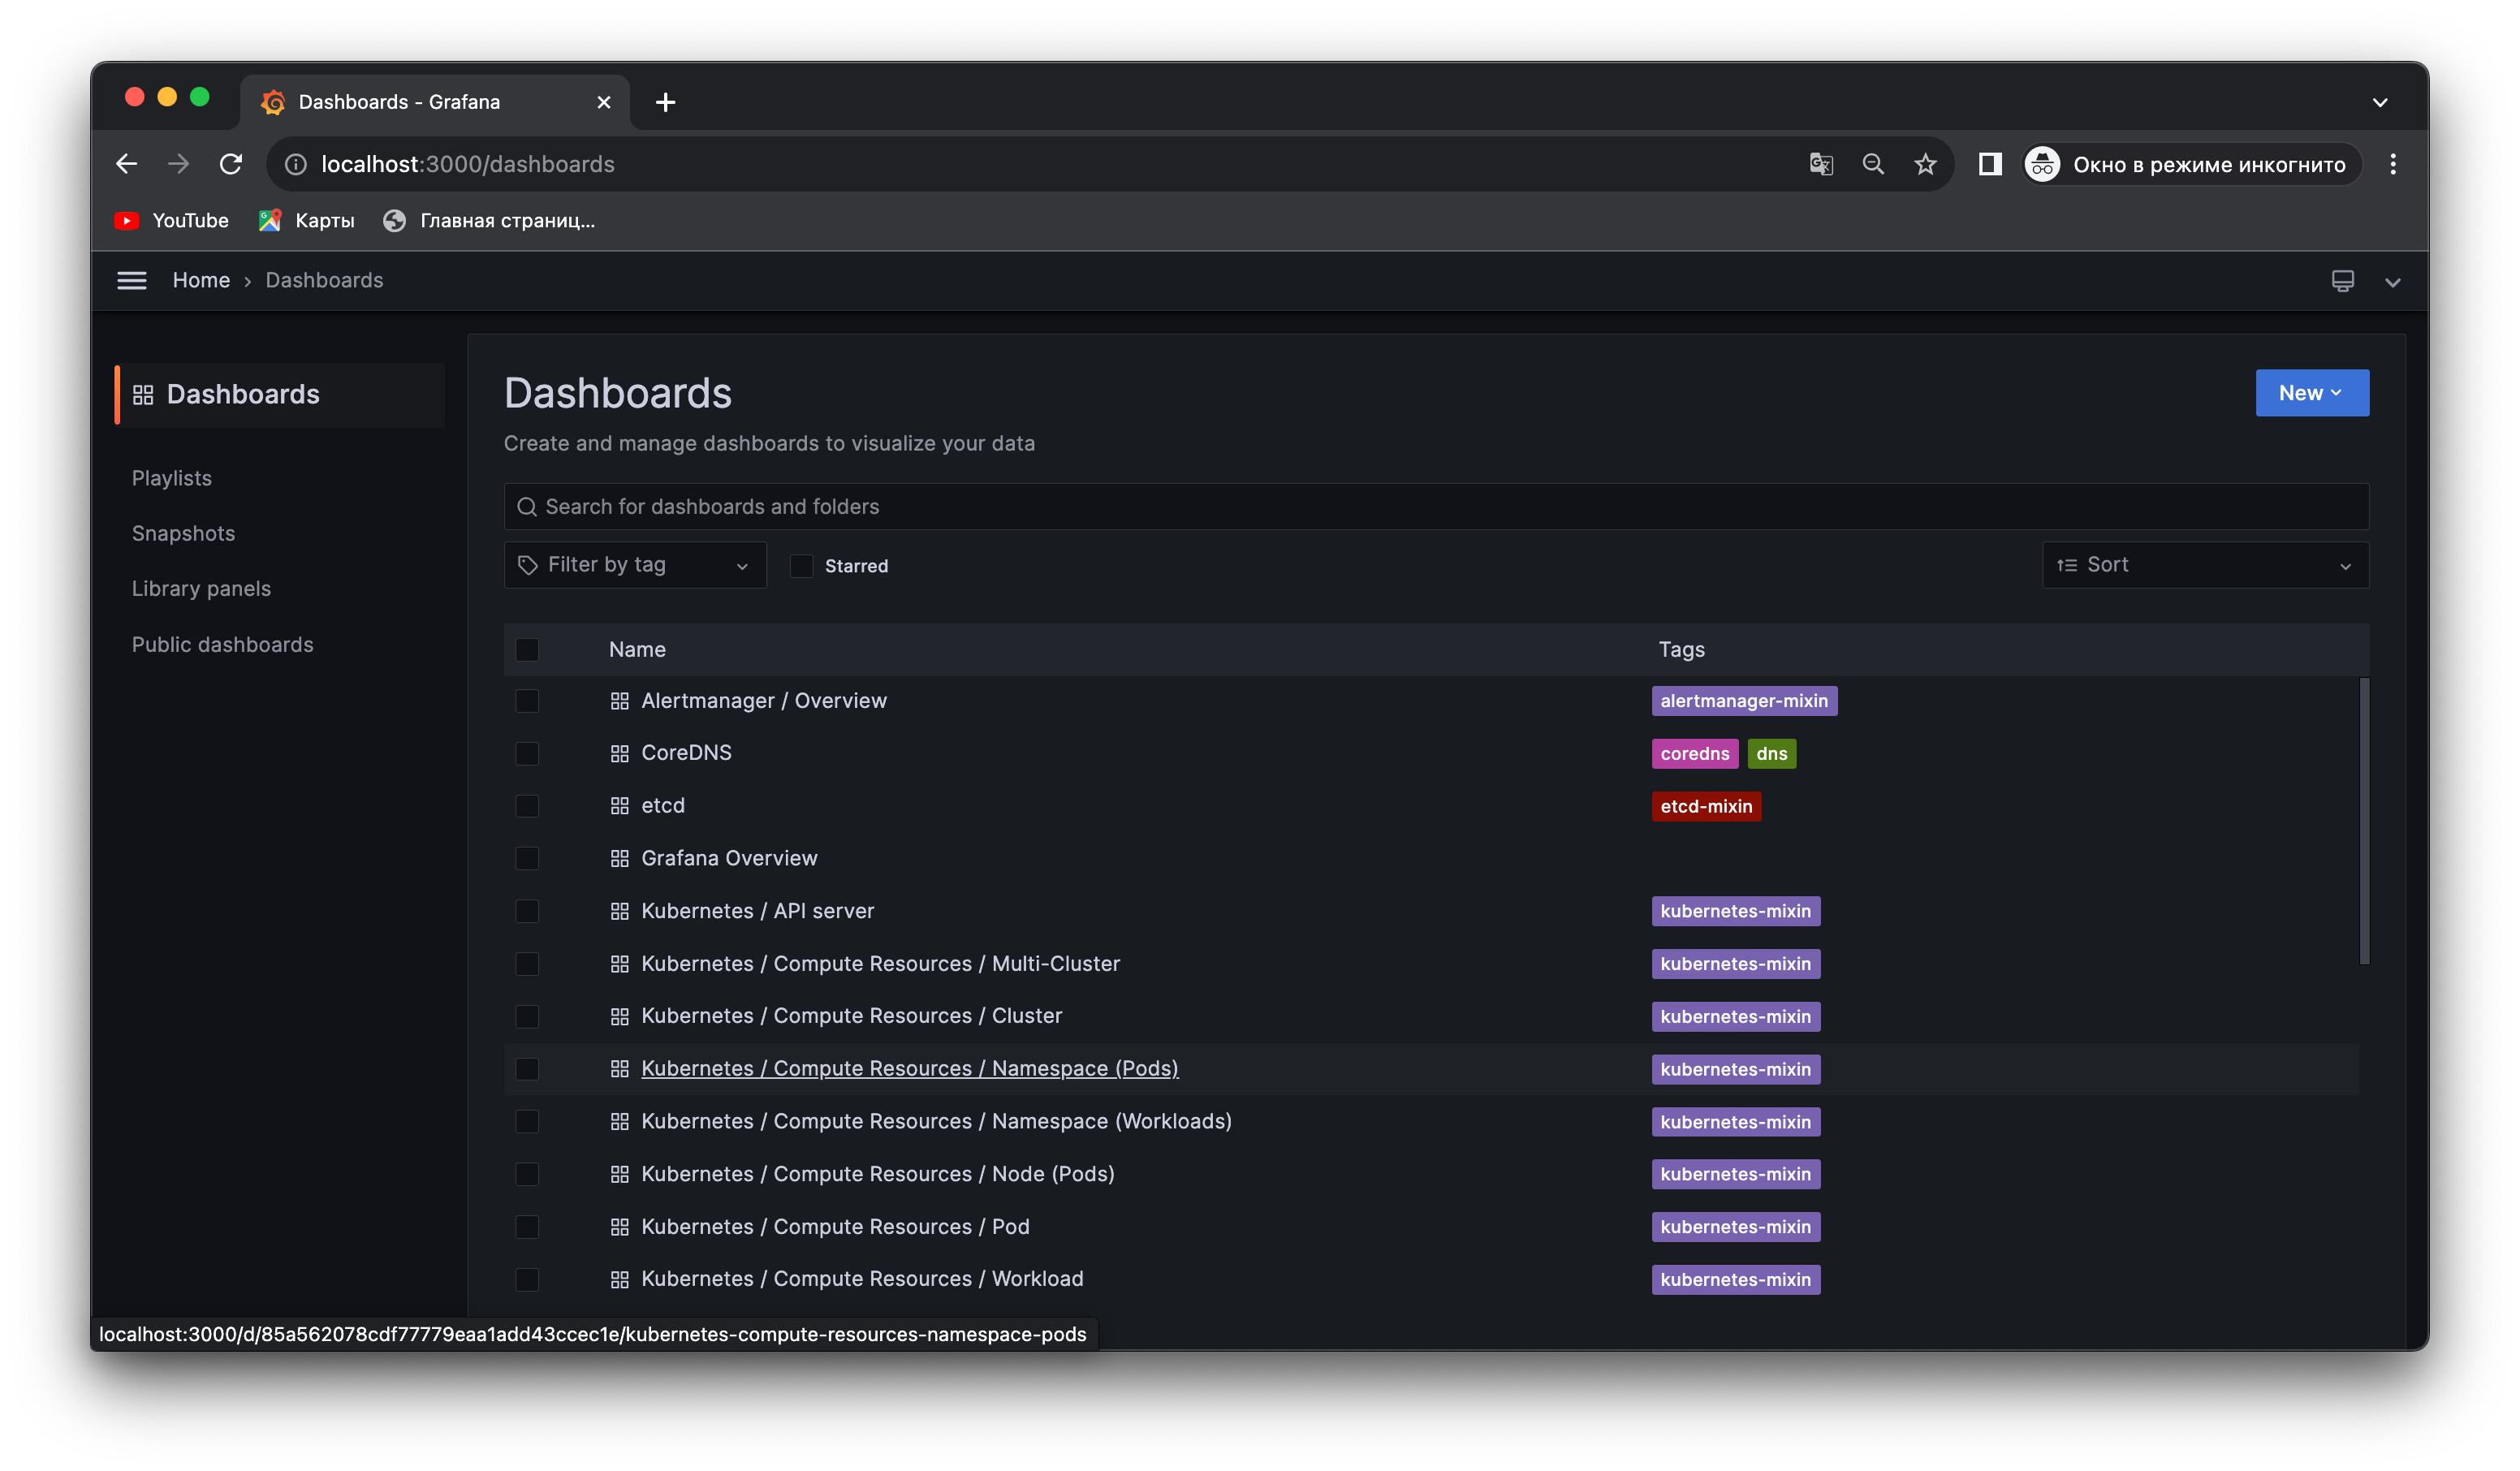 Dashboards - Grafana
localhost:3000/dashboards
Окно в режиме инкогнито
YouTube
Карты
Главная страниц...
Home › Dashboards
Dashboards
Playlists
Snapshots
Library panels
Public dashboards
Dashboards
New
Create and manage dashboards to visualize your data
Search for dashboards and folders
Filter by tag
Starred
Sort
Name Tags
Alertmanager / Overview alertmanager-mixin
CoreDNS coredns dns
etcd etcd-mixin
Grafana Overview
Kubernetes / API server kubernetes-mixin
Kubernetes / Compute Resources / Multi-Cluster kubernetes-mixin
Kubernetes / Compute Resources / Cluster kubernetes-mixin
Kubernetes / Compute Resources / Namespace (Pods) kubernetes-mixin
Kubernetes / Compute Resources / Namespace (Workloads) kubernetes-mixin
Kubernetes / Compute Resources / Node (Pods) kubernetes-mixin
Kubernetes / Compute Resources / Pod kubernetes-mixin
Kubernetes / Compute Resources / Workload kubernetes-mixin
localhost:3000/d/85a562078cdf77779eaa1add43ccec1e/kubernetes-compute-resources-namespace-pods